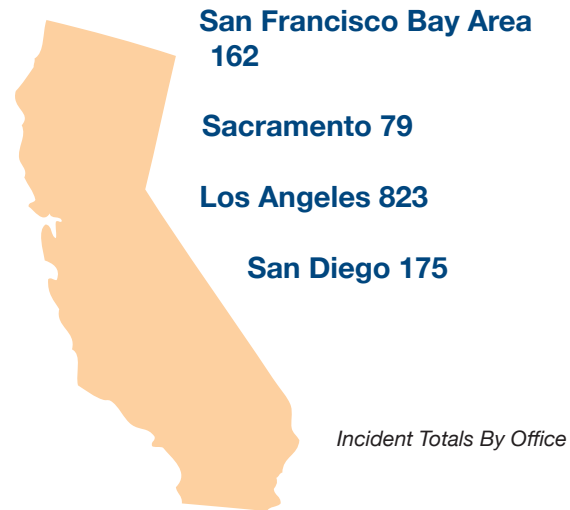 San Francisco Bay Area
162
Sacramento 79
Los Angeles 823
San Diego 175
Incident Totals By Office